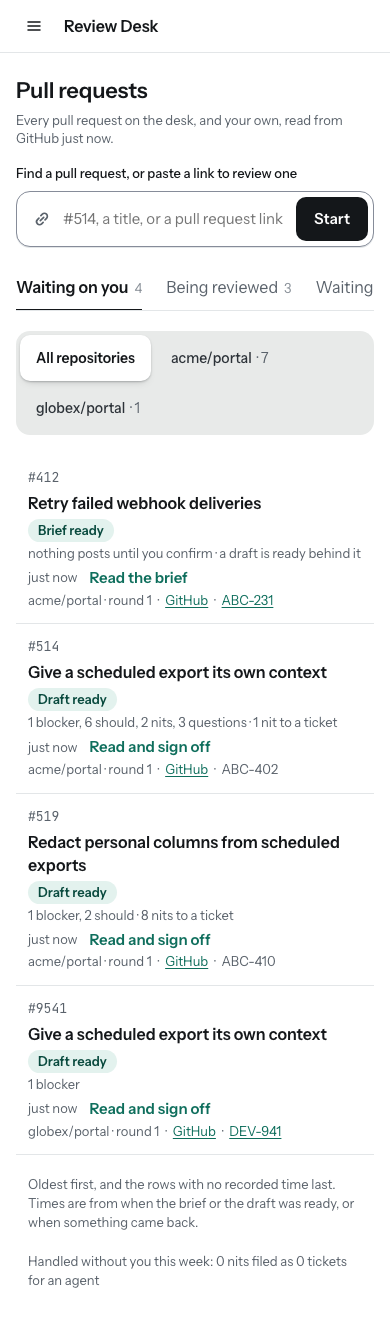 Review Desk
Pull requests
Every pull request on the desk, and your own, read from
GitHub just now.
Find a pull request, or paste a link to review one
#514, a title, or a pull request link
Start
Waiting on you 4 Being reviewed 3 Waiting
All repositories acme/portal · 7
globex/portal · 1
#412
Retry failed webhook deliveries
Brief ready
nothing posts until you confirm · a draft is ready behind it
just now Read the brief
acme/portal · round 1 · GitHub · ABC-231
#514
Give a scheduled export its own context
Draft ready
1 blocker, 6 should, 2 nits, 3 questions · 1 nit to a ticket
just now Read and sign off
acme/portal · round 1 · GitHub · ABC-402
#519
Redact personal columns from scheduled
exports
Draft ready
1 blocker, 2 should · 8 nits to a ticket
just now Read and sign off
acme/portal · round 1 · GitHub · ABC-410
#9541
Give a scheduled export its own context
Draft ready
1 blocker
just now Read and sign off
globex/portal · round 1 · GitHub · DEV-941
Oldest first, and the rows with no recorded time last.
Times are from when the brief or the draft was ready, or
when something came back.
Handled without you this week: 0 nits filed as 0 tickets
for an agent